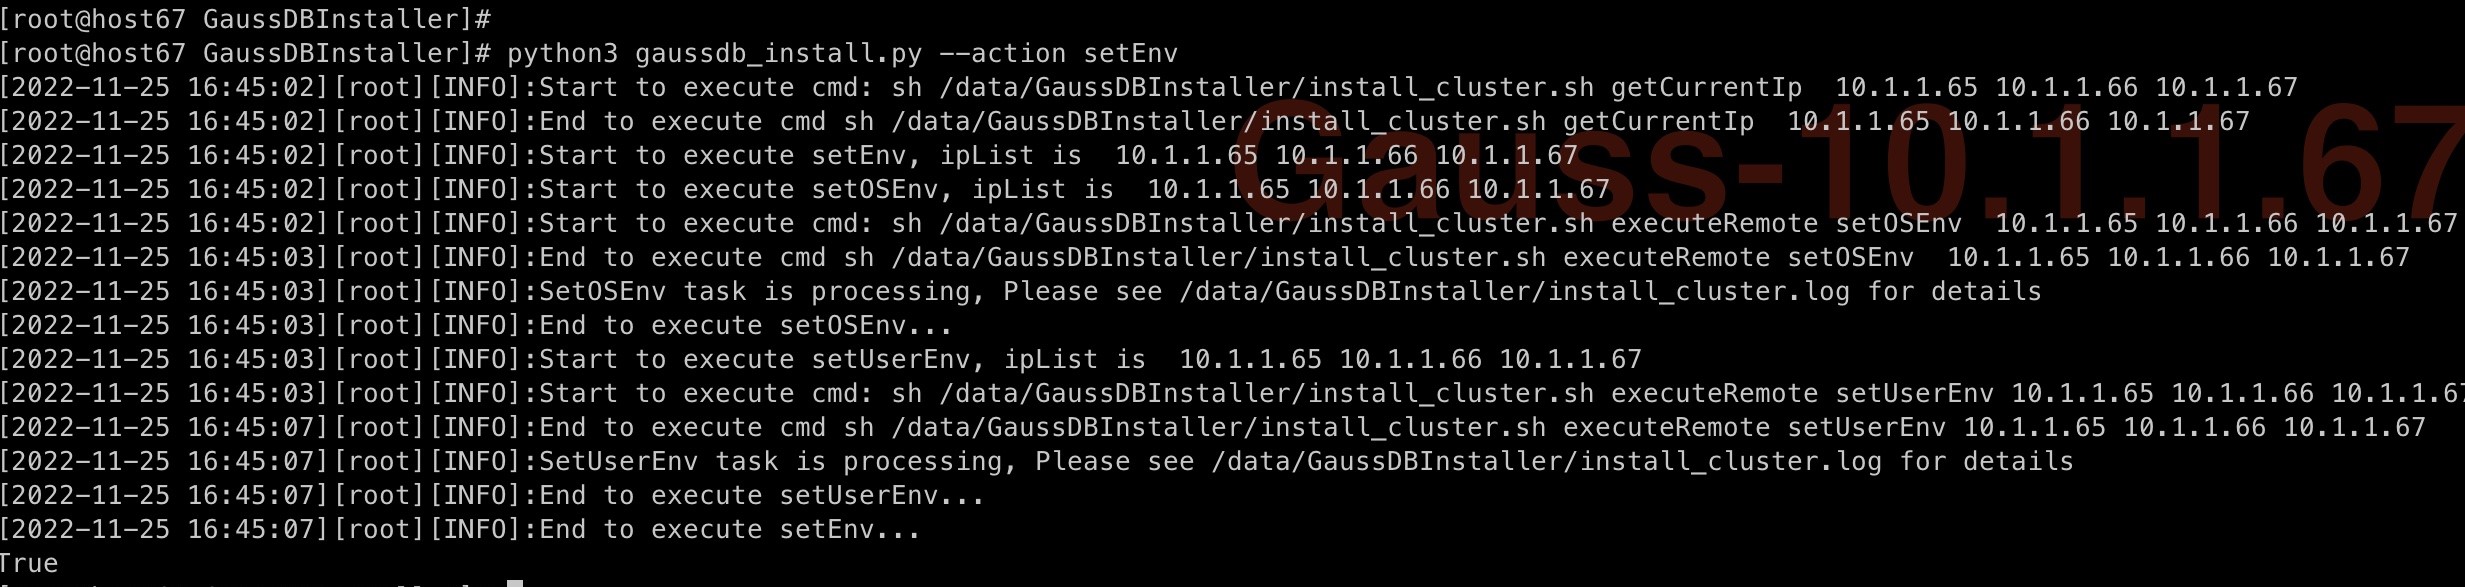 [root@host67 GaussDBInstaller]#
[root@host67 GaussDBInstaller]# python3 gaussdb_install.py --action setEnv
[2022-11-25 16:45:02][root][INFO]:Start to execute cmd: sh /data/GaussDBInstaller/install_cluster.sh getCurrentIp  10.1.1.65 10.1.1.66 10.1.1.67
[2022-11-25 16:45:02][root][INFO]:End to execute cmd sh /data/GaussDBInstaller/install_cluster.sh getCurrentIp  10.1.1.65 10.1.1.66 10.1.1.67
[2022-11-25 16:45:02][root][INFO]:Start to execute setEnv, ipList is  10.1.1.65 10.1.1.66 10.1.1.67
[2022-11-25 16:45:02][root][INFO]:Start to execute setOSEnv, ipList is  10.1.1.65 10.1.1.66 10.1.1.67
Gauss-10.1.1.67
[2022-11-25 16:45:02][root][INFO]:Start to execute cmd: sh /data/GaussDBInstaller/install_cluster.sh executeRemote setOSEnv  10.1.1.65 10.1.1.66 10.1.1.67
[2022-11-25 16:45:03][root][INFO]:End to execute cmd sh /data/GaussDBInstaller/install_cluster.sh executeRemote setOSEnv  10.1.1.65 10.1.1.66 10.1.1.67
[2022-11-25 16:45:03][root][INFO]:SetOSEnv task is processing, Please see /data/GaussDBInstaller/install_cluster.log for details
[2022-11-25 16:45:03][root][INFO]:End to execute setOSEnv...
[2022-11-25 16:45:03][root][INFO]:Start to execute setUserEnv, ipList is  10.1.1.65 10.1.1.66 10.1.1.67
[2022-11-25 16:45:03][root][INFO]:Start to execute cmd: sh /data/GaussDBInstaller/install_cluster.sh executeRemote setUserEnv 10.1.1.65 10.1.1.66 10.1.1.67
[2022-11-25 16:45:07][root][INFO]:End to execute cmd sh /data/GaussDBInstaller/install_cluster.sh executeRemote setUserEnv 10.1.1.65 10.1.1.66 10.1.1.67
[2022-11-25 16:45:07][root][INFO]:SetUserEnv task is processing, Please see /data/GaussDBInstaller/install_cluster.log for details
[2022-11-25 16:45:07][root][INFO]:End to execute setUserEnv...
[2022-11-25 16:45:07][root][INFO]:End to execute setEnv...
True